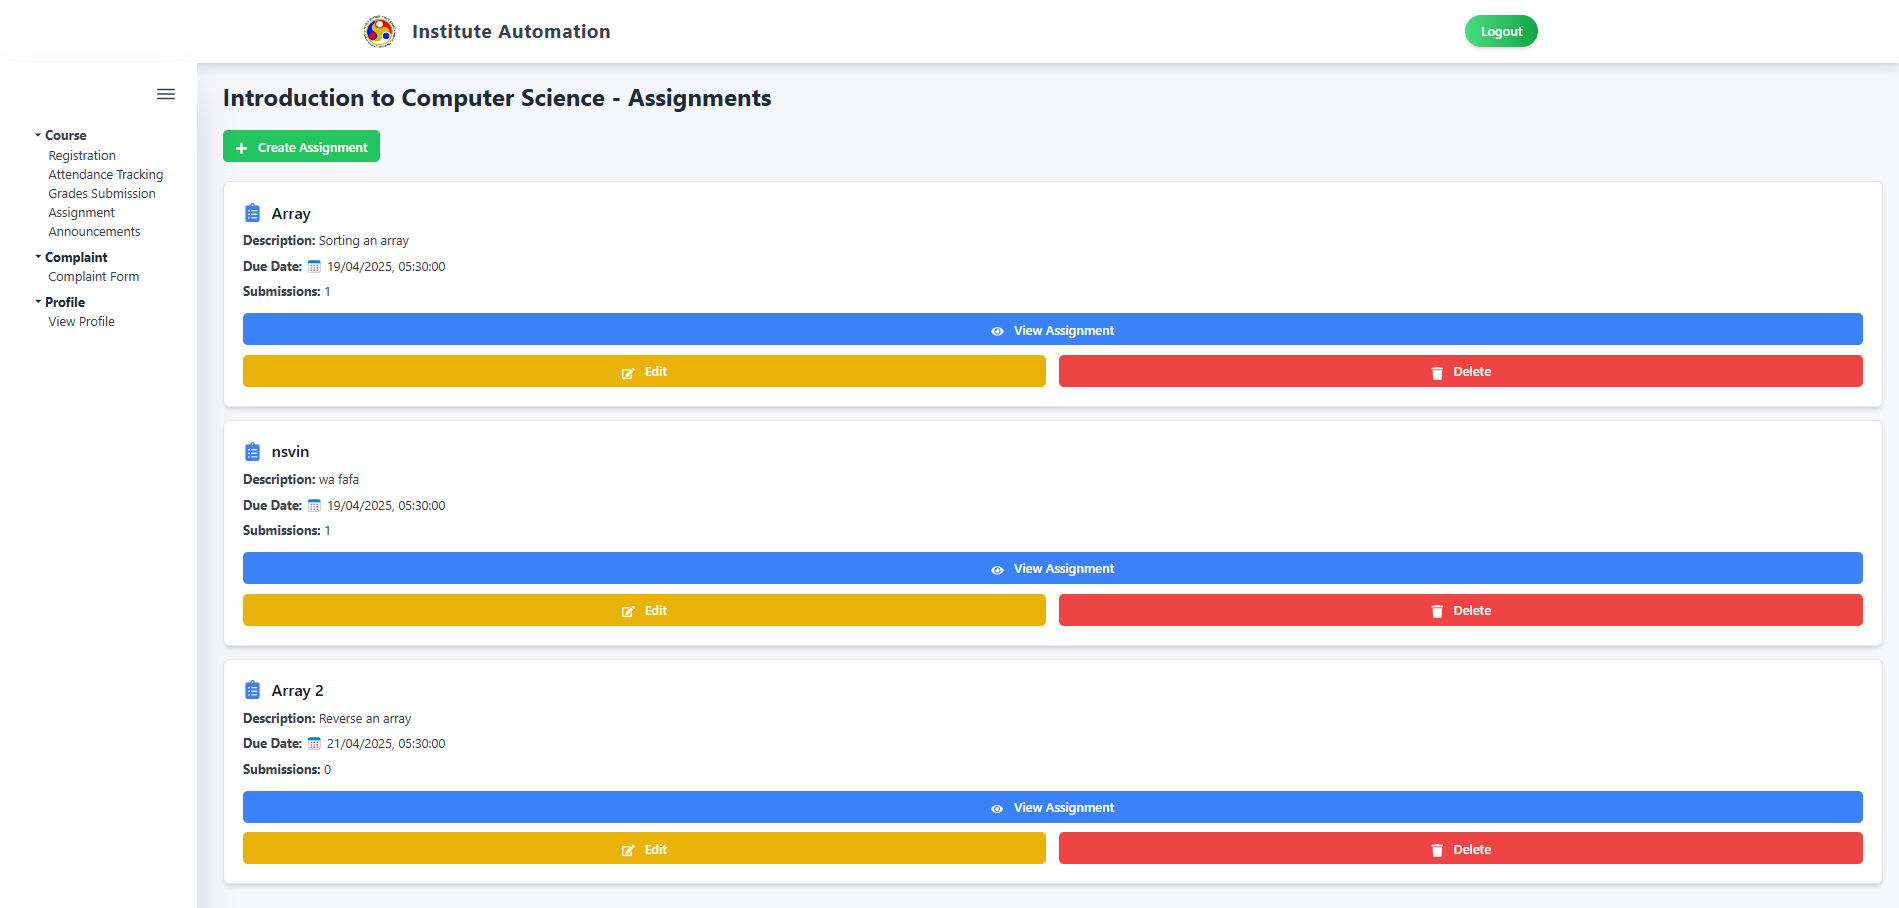 Institute Automation
Logout
Course
Registration
Attendance Tracking
Grades Submission
Assignment
Announcements
Complaint
Complaint Form
Profile
View Profile
Introduction to Computer Science - Assignments
Create Assignment
Array
Description: Sorting an array
Due Date: 19/04/2025, 05:30:00
Submissions: 1
View Assignment
Edit Delete
nsvin
Description: wa fafa
Due Date: 19/04/2025, 05:30:00
Submissions: 1
View Assignment
Edit Delete
Array 2
Description: Reverse an array
Due Date: 21/04/2025, 05:30:00
Submissions: 0
View Assignment
Edit Delete